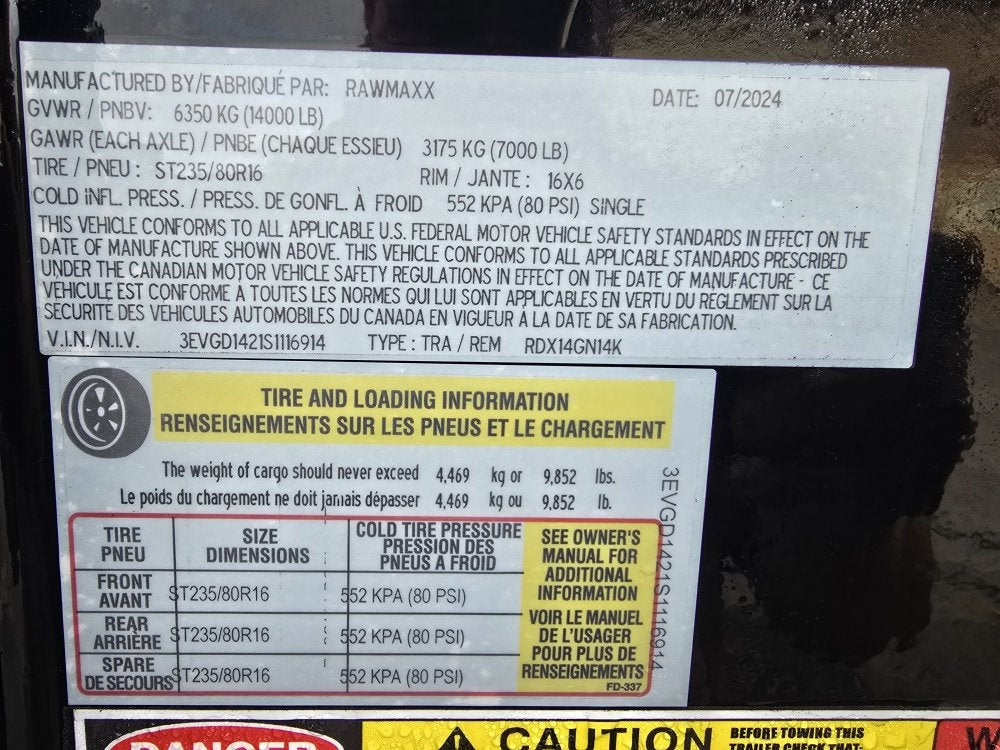 MANUFACTURED BY/FABRIQUÉ PAR: RAWMAXX DATE: 07/2024
GVWR / PNBV: 6350 KG (14000 LB)
GAWR (EACH AXLE) / PNBE (CHAQUE ESSIEU) 3175 KG (7000 LB)
TIRE / PNEU : ST235/80R16 RIM / JANTE : 16X6
COLD INFL. PRESS. / PRESS. DE GONFL. À FROID 552 KPA (80 PSI) SINGLE
THIS VEHICLE CONFORMS TO ALL APPLICABLE U.S. FEDERAL MOTOR VEHICLE SAFETY STANDARDS IN EFFECT ON THE
DATE OF MANUFACTURE SHOWN ABOVE. THIS VEHICLE CONFORMS TO ALL APPLICABLE STANDARDS PRESCRIBED
UNDER THE CANADIAN MOTOR VEHICLE SAFETY REGULATIONS IN EFFECT ON THE DATE OF MANUFACTURE - CE
VÉHICULE EST CONFORME À TOUTES LES NORMES QUI LUI SONT APPLICABLES EN VERTU DU RÈGLEMENT SUR LA
SÉCURITÉ DES VÉHICULES AUTOMOBILES DU CANADA EN VIGUEUR À LA DATE DE SA FABRICATION.
V.I.N./N.I.V. 3EVGD1421S1116914 TYPE : TRA / REM RDX14GN14K
TIRE AND LOADING INFORMATION
RENSEIGNEMENTS SUR LES PNEUS ET LE CHARGEMENT
The weight of cargo should never exceed 4,469 kg or 9,852 lbs.
Le poids du chargement ne doit jamais dépasser 4,469 kg ou 9,852 lb.
TIRE
PNEU
SIZE
DIMENSIONS
COLD TIRE PRESSURE
PRESSION DES
PNEUS A FROID
FRONT
AVANT
ST235/80R16
552 KPA (80 PSI)
REAR
ARRIÈRE
ST235/80R16
552 KPA (80 PSI)
SPARE
DE SECOURS
ST235/80R16
552 KPA (80 PSI)
SEE OWNER'S
MANUAL FOR
ADDITIONAL
INFORMATION
VOIR LE MANUEL
DE L'USAGER
POUR PLUS DE
RENSEIGNEMENTS
FD-337
3EVGD1421S1116914
DANGER
CAUTION
BEFORE TOWING THIS
TRAILER CHECK THAT: